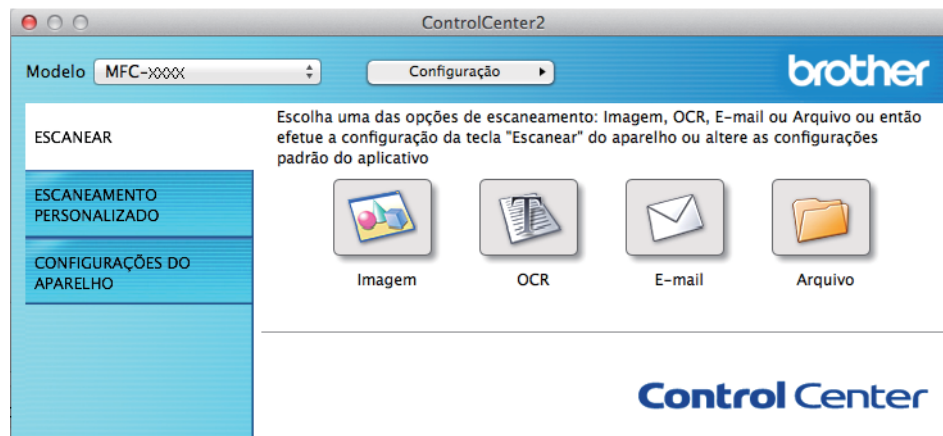 ControlCenter2
Modelo MFC-XXXX Configuração brother
ESCANEAR
ESCANEAMENTO
PERSONALIZADO
CONFIGURAÇÕES DO
APARELHO
Escolha uma das opções de escaneamento: Imagem, OCR, E-mail ou Arquivo ou então
efetue a configuração da tecla "Escanear" do aparelho ou altere as configurações
padrão do aplicativo
Imagem OCR E-mail Arquivo
Control Center